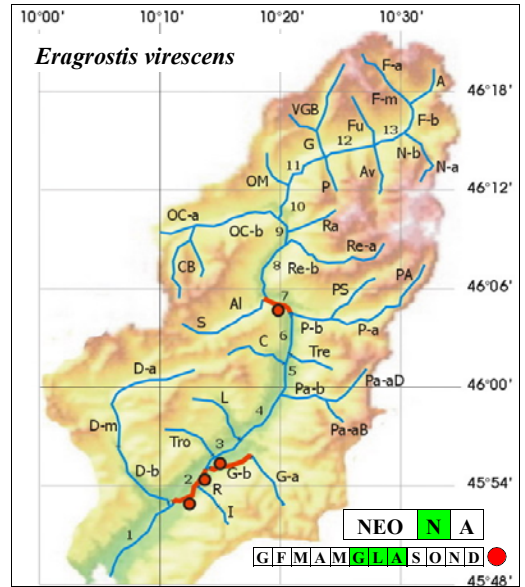 10°00' 10°10' 10°20' 10°30'
Eragrostis virescens
F-a
A
46°18'
F-m
VGB
F-b
Fu
13
12
G
N-b
11
N-a
OM
P
Av
46°12'
10
OC-a
Ra
OC-b
9
Re-a
8
Re-b
CB
PA
46°06'
PS
7
Al
S
P-b
P-a
6
C
Tre
5
D-a
46°00'
Pa-b
Pa-aD
L
4
D-m
Pa-aB
Tro
3
D-b
G-b
G-a
2
R
45°54'
I
1
NEO N A
G F M A M G L A S O N D
45°48'